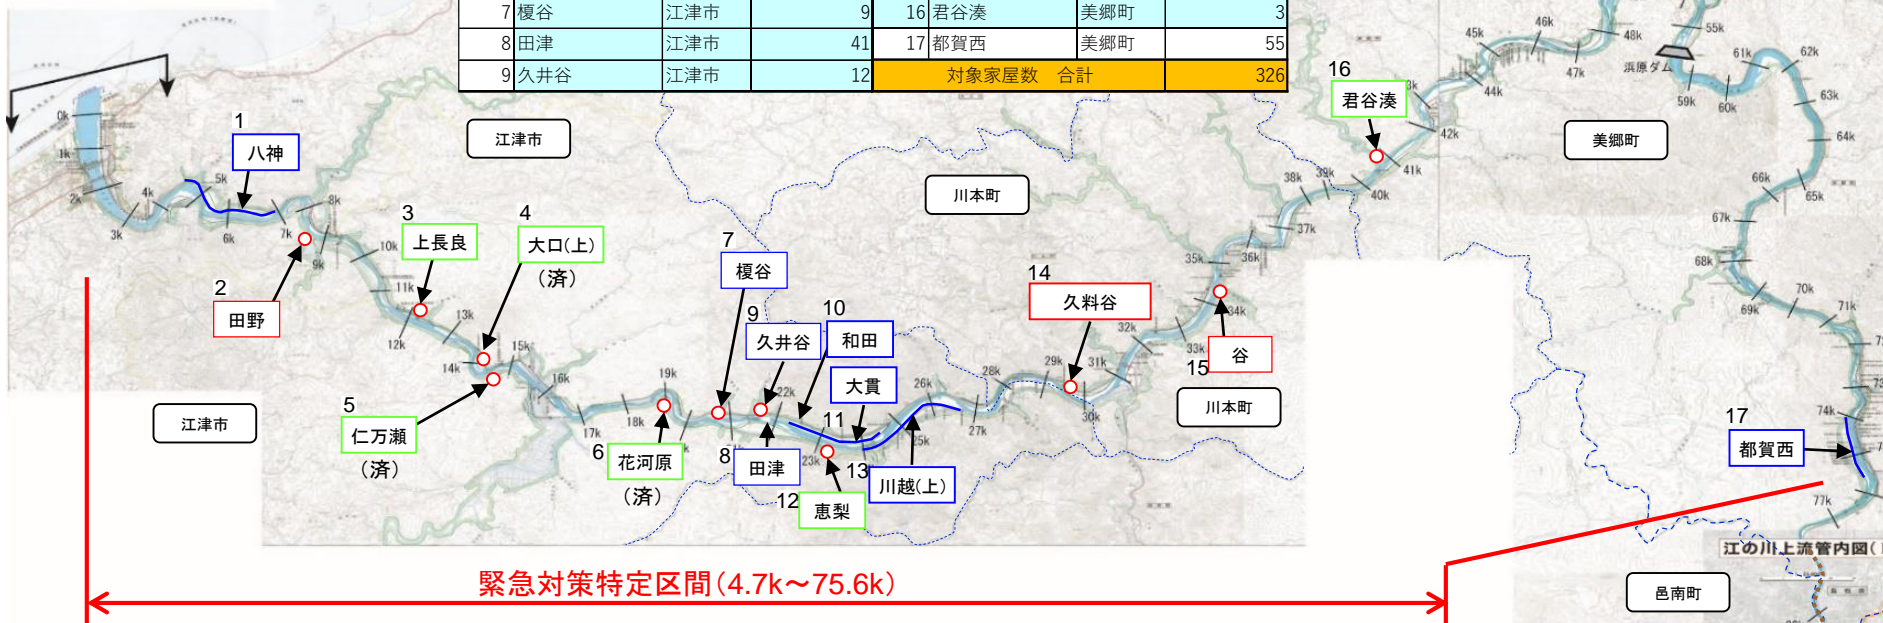 7 榎谷 江津市 9 16 君谷湊 美郷町 3
8 田津 江津市 41 17 都賀西 美郷町 55
9 久井谷 江津市 12 対象家屋数 合計 326
0k
1k
2k
3k
4k
5k
6k
7k
8k
9k
10k
11k
12k
13k
14k
15k
16k
17k
18k
19k
22k
23k
25k
26k
27k
28k
29k
30k
31k
32k
33k
34k
35k
36k
37k
38k
39k
40k
41k
42k
44k
45k
46k
47k
48k
55k
浜原ダム
59k
60k
61k
62k
63k
64k
65k
66k
67k
68k
69k
70k
71k
74k
77k
1
八神
2
田野
3
上長良
4
大口(上)
(済)
5
仁万瀬
(済)
6
花河原
(済)
7
榎谷
8
田津
9
久井谷
10
和田
11
大貫
12
恵梨
13
川越(上)
14
久料谷
15
谷
16
君谷湊
17
都賀西
江津市
江津市
川本町
川本町
美郷町
邑南町
江の川上流管内図(
緊急対策特定区間(4.7k～75.6k)